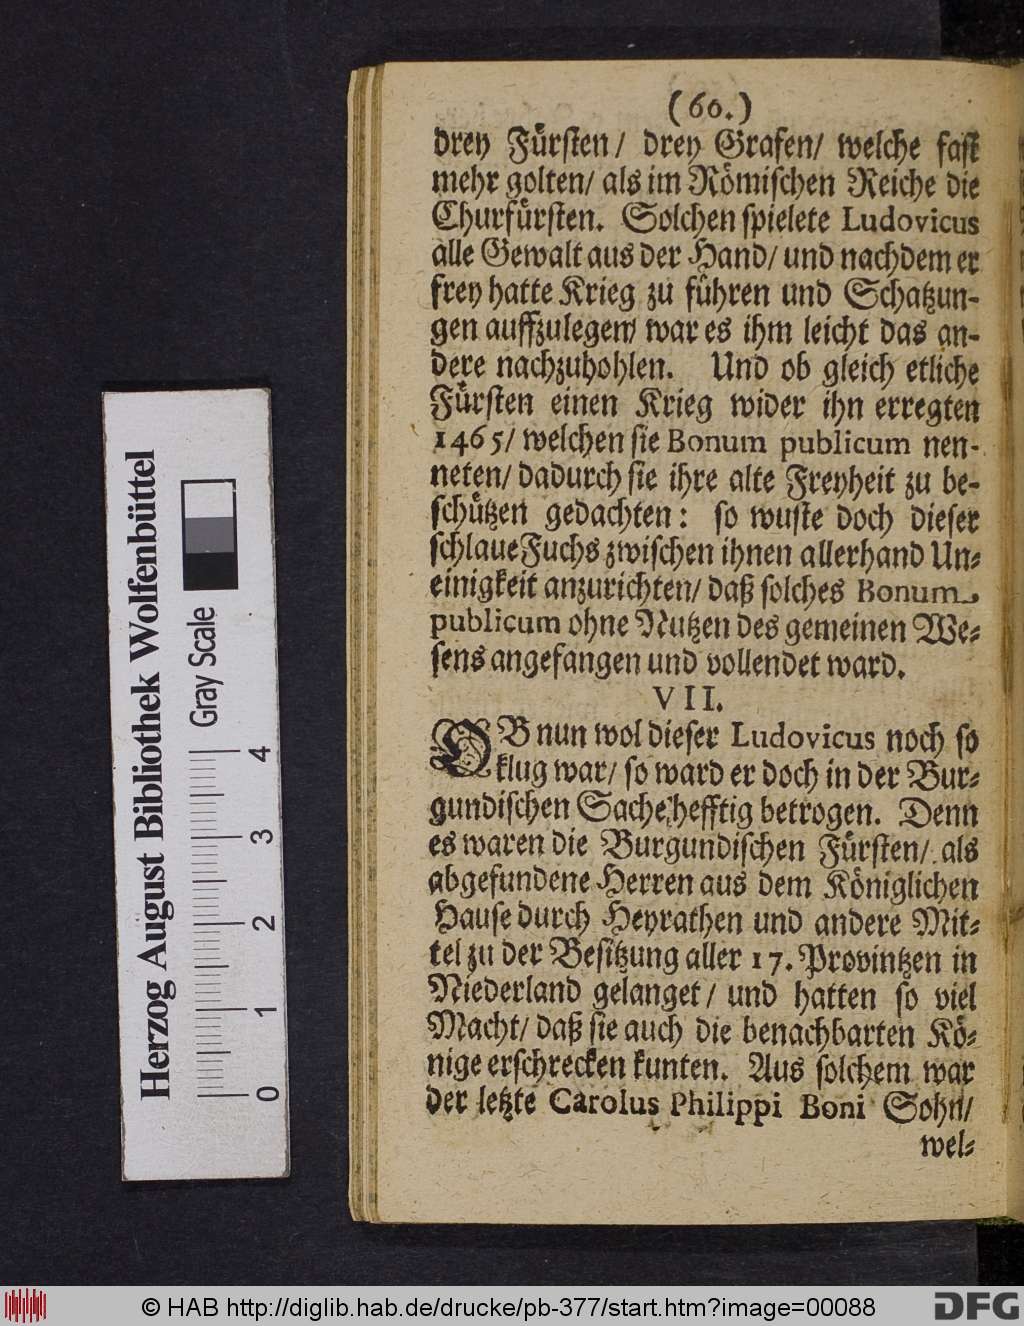 (60.)
drey Fürsten/ drey Grafen/ welche fast
mehr golten/ als im Römischen Reiche die
Churfürsten. Solchen spielete Ludovicus
alle Gewalt aus der Hand/ und nachdem er
frey hatte Krieg zu führen und Schatzun-
gen auffzulegen/ war es ihm leicht das an-
dere nachzuhohlen. Und ob gleich etliche
Fürsten einen Krieg wider ihn erregten
1465/ welchen sie Bonum publicum nen-
neten/ dadurch sie ihre alte Freyheit zu be-
schützen gedachten: so wuste doch dieser
schlaue Fuchs zwischen ihnen allerhand Un-
einigkeit anzurichten/ daß solches Bonum
publicum ohne Nutzen des gemeinen We-
sens angefangen und vollendet ward.
VII.
OB nun wol dieser Ludovicus noch so
klug war/ so ward er doch in der Bur-
gundischen Sache hefftig betrogen. Denn
es waren die Burgundischen Fürsten/ als
abgefundene Herren aus dem Königlichen
Hause durch Heyrathen und andere Mit-
tel zu der Besitzung aller 17. Provintzen in
Niederland gelanget/ und hatten so viel
Macht/ daß sie auch die benachbarten Kö-
nige erschrecken kunten. Aus solchem war
der letzte Carolus Philippi Boni Sohn/
wel-
Herzog August Bibliothek Wolfenbüttel
Gray Scale
0 1 2 3 4
© HAB http://diglib.hab.de/drucke/pb-377/start.htm?image=00088
DFG